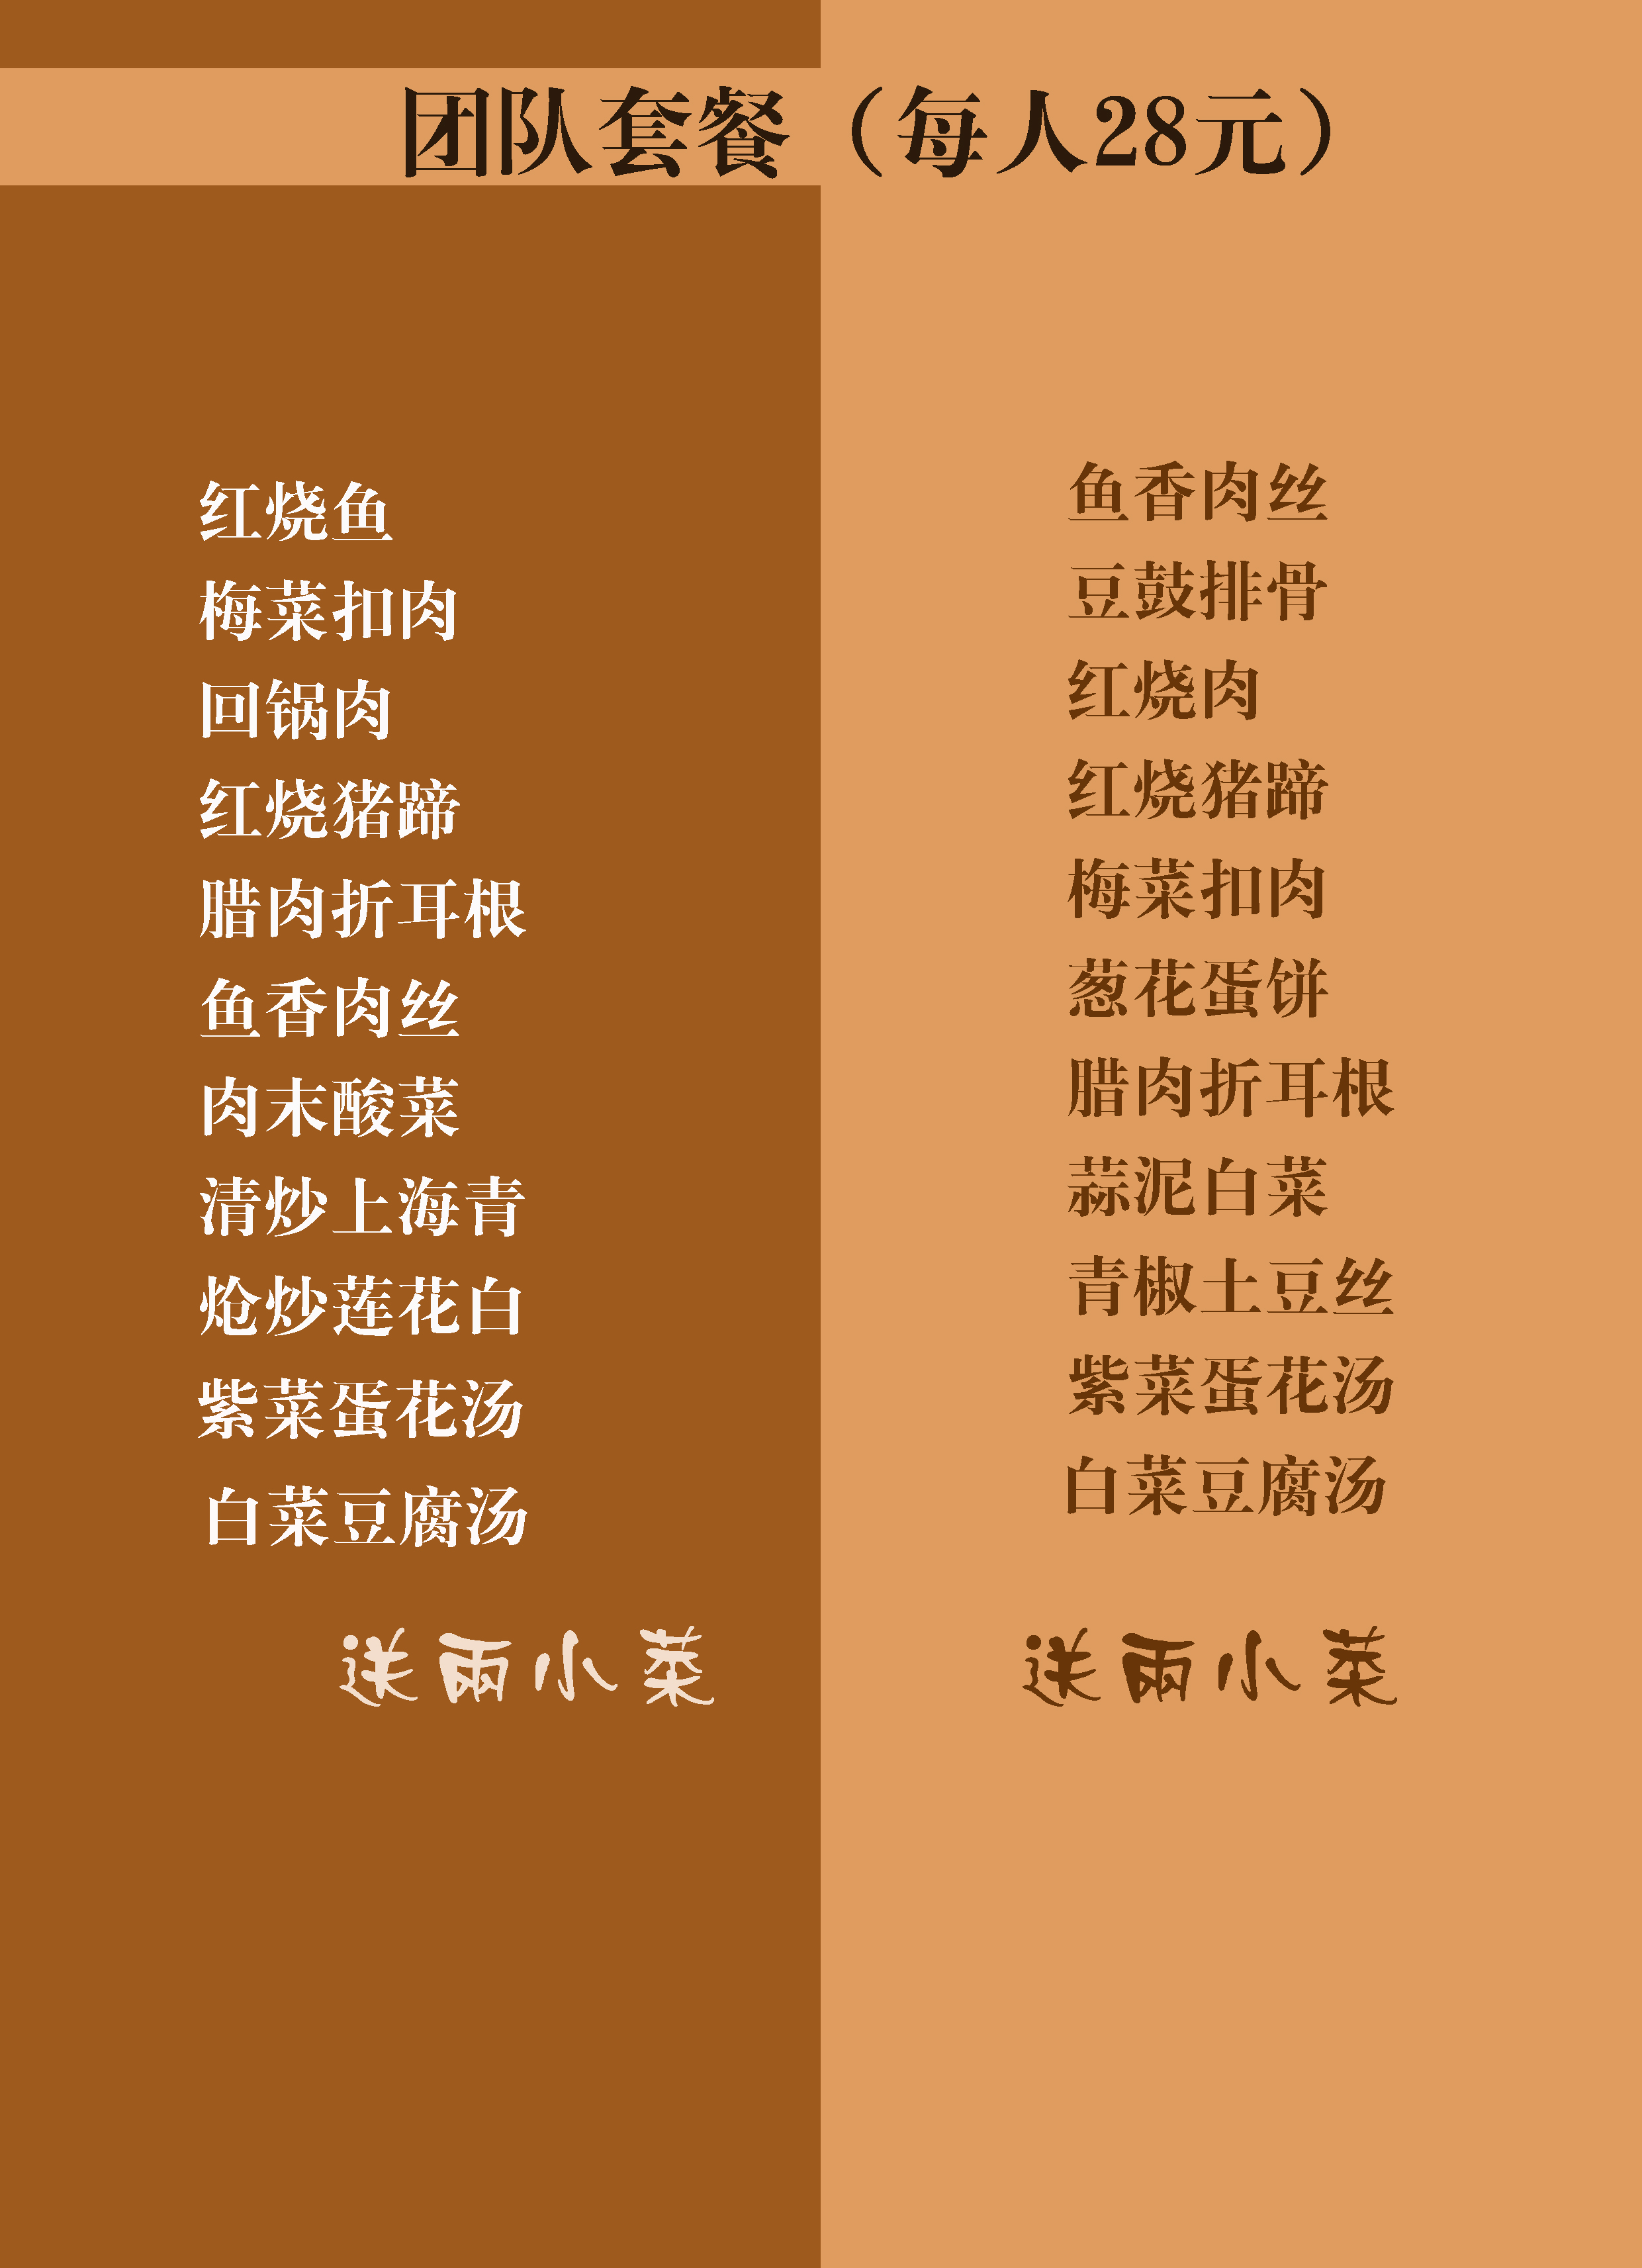 团队套餐（每人28元）
红烧鱼
梅菜扣肉
回锅肉
红烧猪蹄
腊肉折耳根
鱼香肉丝
肉末酸菜
清炒上海青
炝炒莲花白
紫菜蛋花汤
白菜豆腐汤
送两小菜
鱼香肉丝
豆鼓排骨
红烧肉
红烧猪蹄
梅菜扣肉
葱花蛋饼
腊肉折耳根
蒜泥白菜
青椒土豆丝
紫菜蛋花汤
白菜豆腐汤
送两小菜